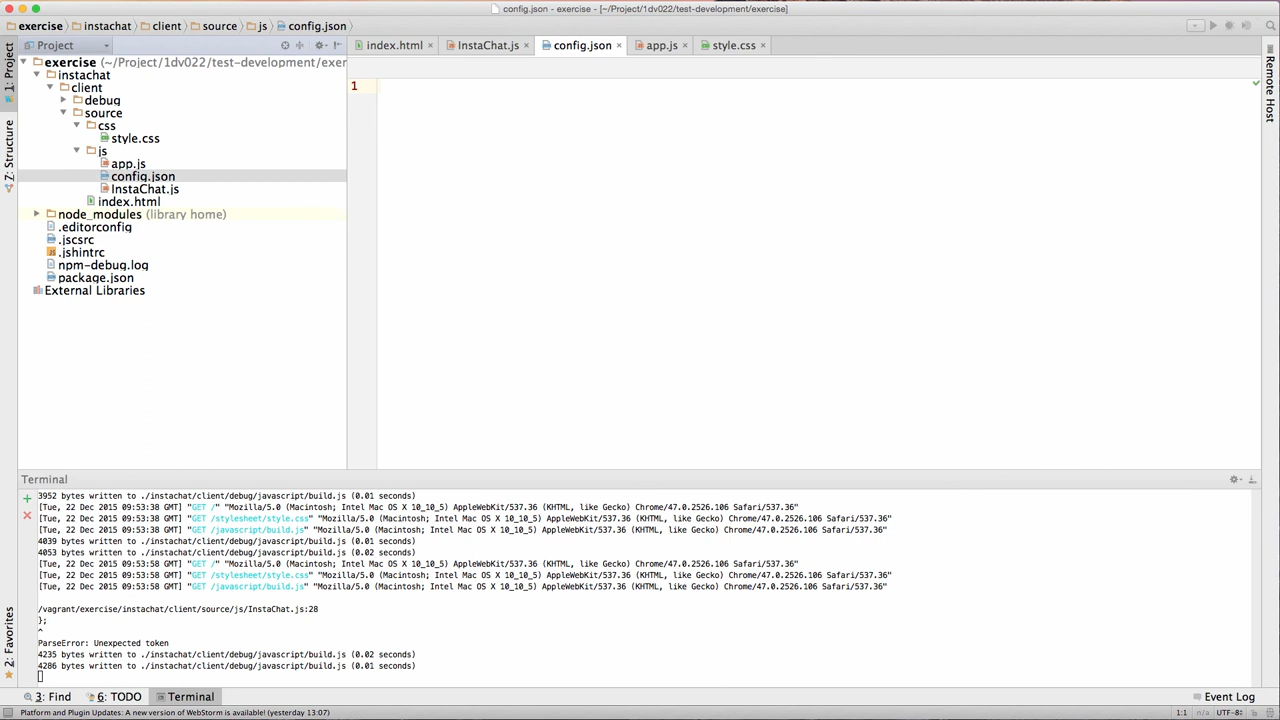 config.json - exercise - [~/Project/1dv022/test-development/exercise]
exercise instachat client source js config.json
Project
index.html × InstaChat.js × config.json × app.js × style.css ×
1: Project
Z: Structure
2: Favorites
exercise (~/Project/1dv022/test-development/exer
instachat
client
debug
source
css
style.css
js
app.js
config.json
InstaChat.js
index.html
node_modules (library home)
.editorconfig
.jscsrc
.jshintrc
npm-debug.log
package.json
External Libraries
1
Remote Host
Terminal
3952 bytes written to ./instachat/client/debug/javascript/build.js (0.01 seconds)
[Tue, 22 Dec 2015 09:53:38 GMT] "GET /" "Mozilla/5.0 (Macintosh; Intel Mac OS X 10_10_5) AppleWebKit/537.36 (KHTML, like Gecko) Chrome/47.0.2526.106 Safari/537.36"
[Tue, 22 Dec 2015 09:53:38 GMT] "GET /stylesheet/style.css" "Mozilla/5.0 (Macintosh; Intel Mac OS X 10_10_5) AppleWebKit/537.36 (KHTML, like Gecko) Chrome/47.0.2526.106 Safari/537.36"
[Tue, 22 Dec 2015 09:53:38 GMT] "GET /javascript/build.js" "Mozilla/5.0 (Macintosh; Intel Mac OS X 10_10_5) AppleWebKit/537.36 (KHTML, like Gecko) Chrome/47.0.2526.106 Safari/537.36"
4039 bytes written to ./instachat/client/debug/javascript/build.js (0.01 seconds)
4053 bytes written to ./instachat/client/debug/javascript/build.js (0.02 seconds)
[Tue, 22 Dec 2015 09:53:58 GMT] "GET /" "Mozilla/5.0 (Macintosh; Intel Mac OS X 10_10_5) AppleWebKit/537.36 (KHTML, like Gecko) Chrome/47.0.2526.106 Safari/537.36"
[Tue, 22 Dec 2015 09:53:58 GMT] "GET /stylesheet/style.css" "Mozilla/5.0 (Macintosh; Intel Mac OS X 10_10_5) AppleWebKit/537.36 (KHTML, like Gecko) Chrome/47.0.2526.106 Safari/537.36"
[Tue, 22 Dec 2015 09:53:58 GMT] "GET /javascript/build.js" "Mozilla/5.0 (Macintosh; Intel Mac OS X 10_10_5) AppleWebKit/537.36 (KHTML, like Gecko) Chrome/47.0.2526.106 Safari/537.36"
/vagrant/exercise/instachat/client/source/js/InstaChat.js:28
};
^
ParseError: Unexpected token
4235 bytes written to ./instachat/client/debug/javascript/build.js (0.02 seconds)
4286 bytes written to ./instachat/client/debug/javascript/build.js (0.01 seconds)
3: Find 6: TODO Terminal Event Log
Platform and Plugin Updates: A new version of WebStorm is available! (yesterday 13:07) 1:1 n/a UTF-8